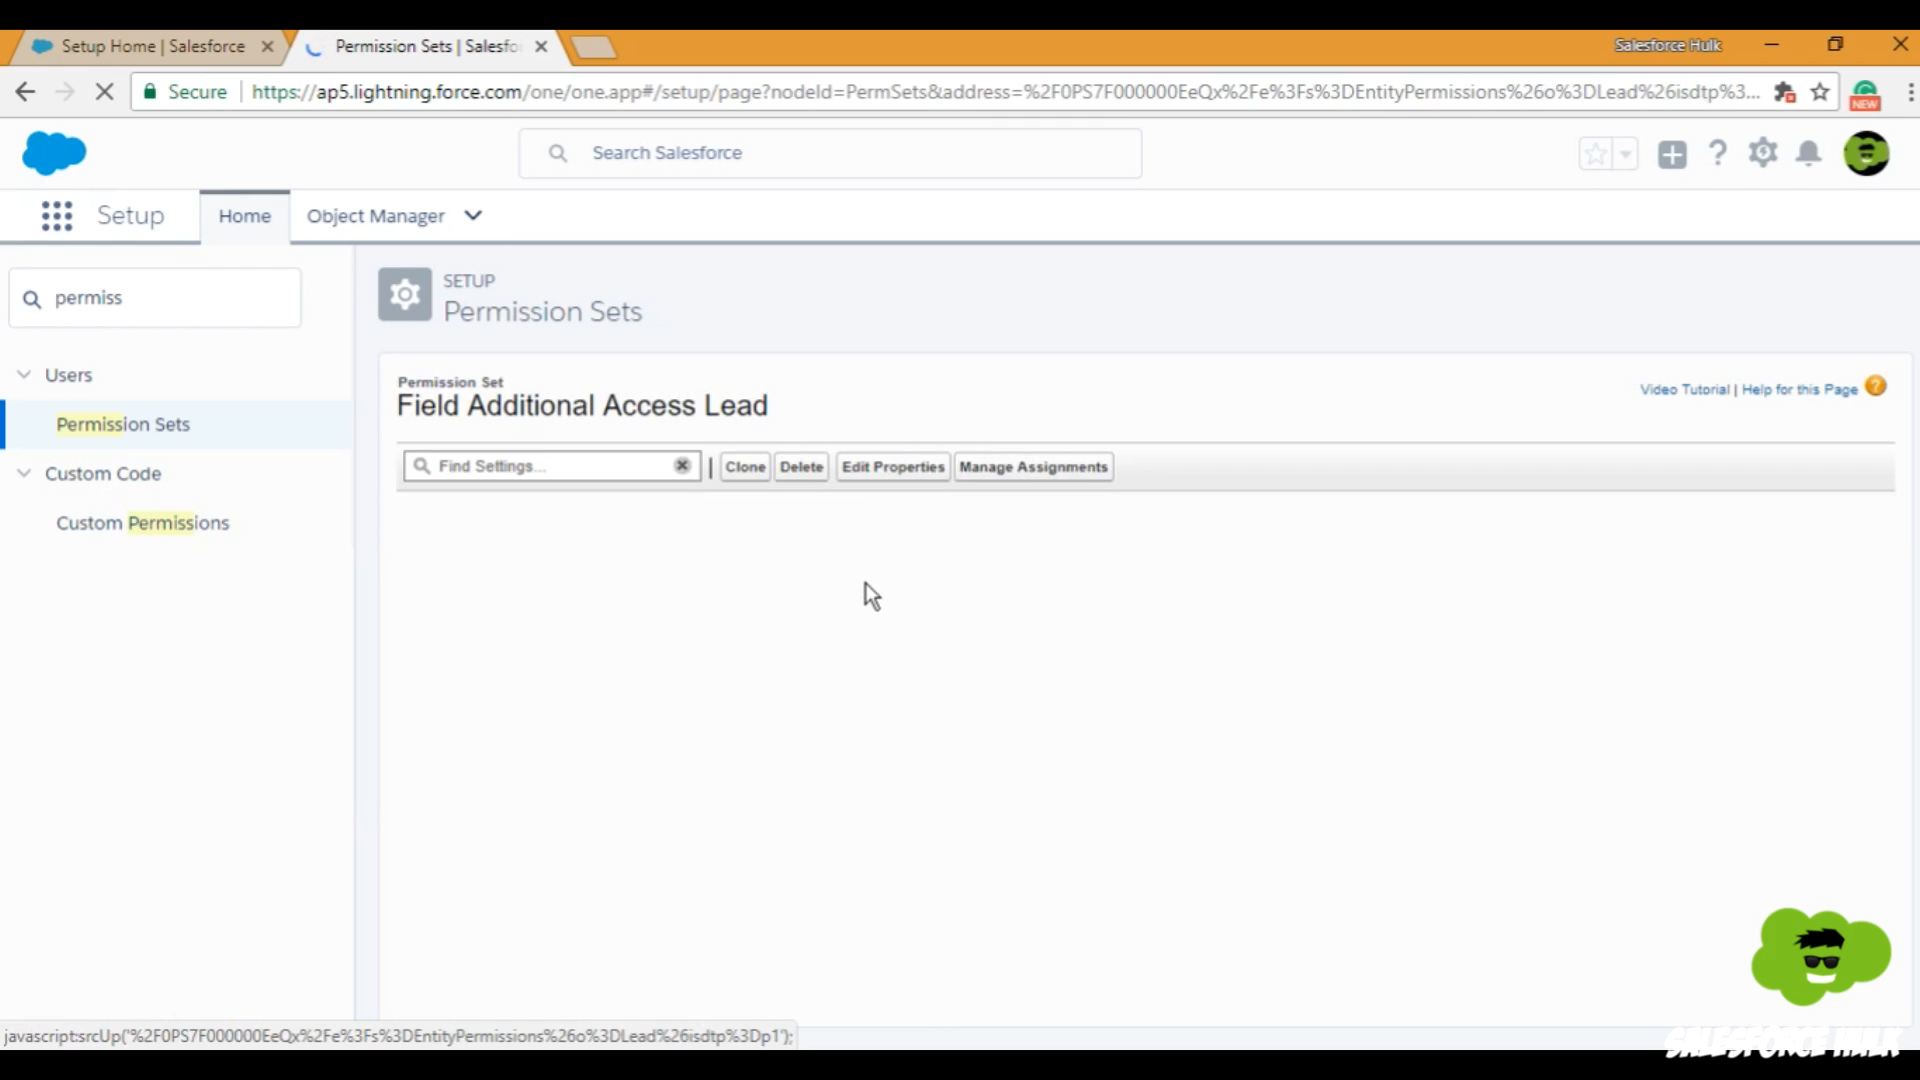 Setup Home | Salesforce
Permission Sets | Salesfo
Salesforce Hulk
Secure
https://ap5.lightning.force.com/one/one.app#/setup/page?nodeId=PermSets&address=%2F0PS7F000000EeQx%2Fe%3Fs%3DEntityPermissions%26o%3DLead%26isdtp%3...
NEW
Search Salesforce
Setup
Home
Object Manager
permiss
Users
Permission Sets
Custom Code
Custom Permissions
SETUP
Permission Sets
Permission Set
Field Additional Access Lead
Video Tutorial | Help for this Page
Find Settings...
Clone
Delete
Edit Properties
Manage Assignments
javascript:srcUp('%2F0PS7F000000EeQx%2Fe%3Fs%3DEntityPermissions%26o%3DLead%26isdtp%3Dp1');
SALESFORCE HULK